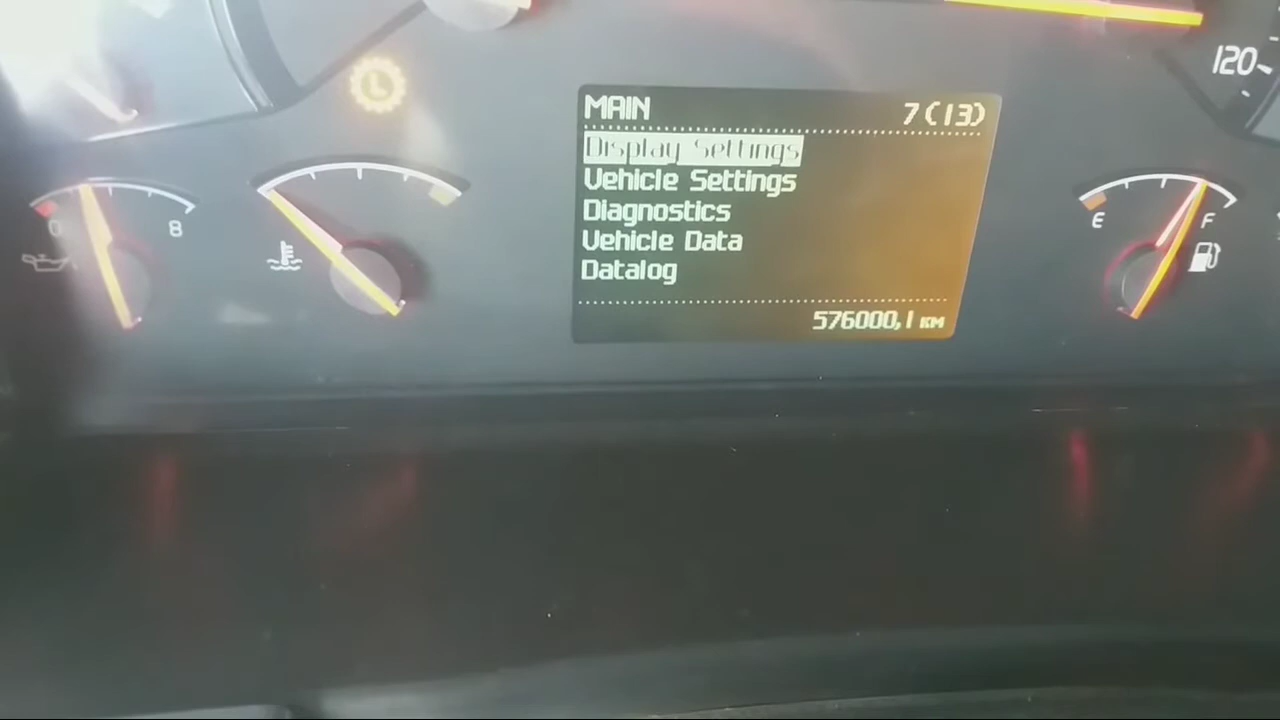 120
MAIN 7(13)
Display Settings
Vehicle Settings
Diagnostics
Vehicle Data
Datalog
576000,1 KM
0 8
E F
L